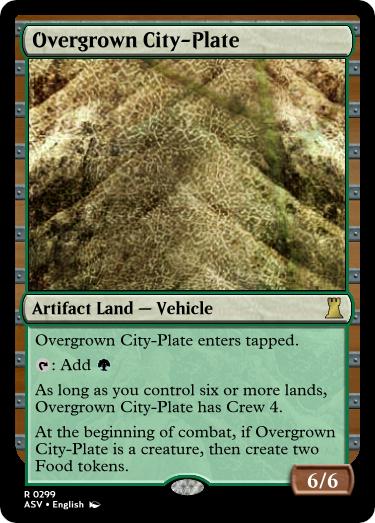 Overgrown City-Plate
Artifact Land — Vehicle
Overgrown City-Plate enters tapped.
: Add
As long as you control six or more lands,
Overgrown City-Plate has Crew 4.
At the beginning of combat, if Overgrown
City-Plate is a creature, then create two
Food tokens.
6/6
R 0299
ASV • English